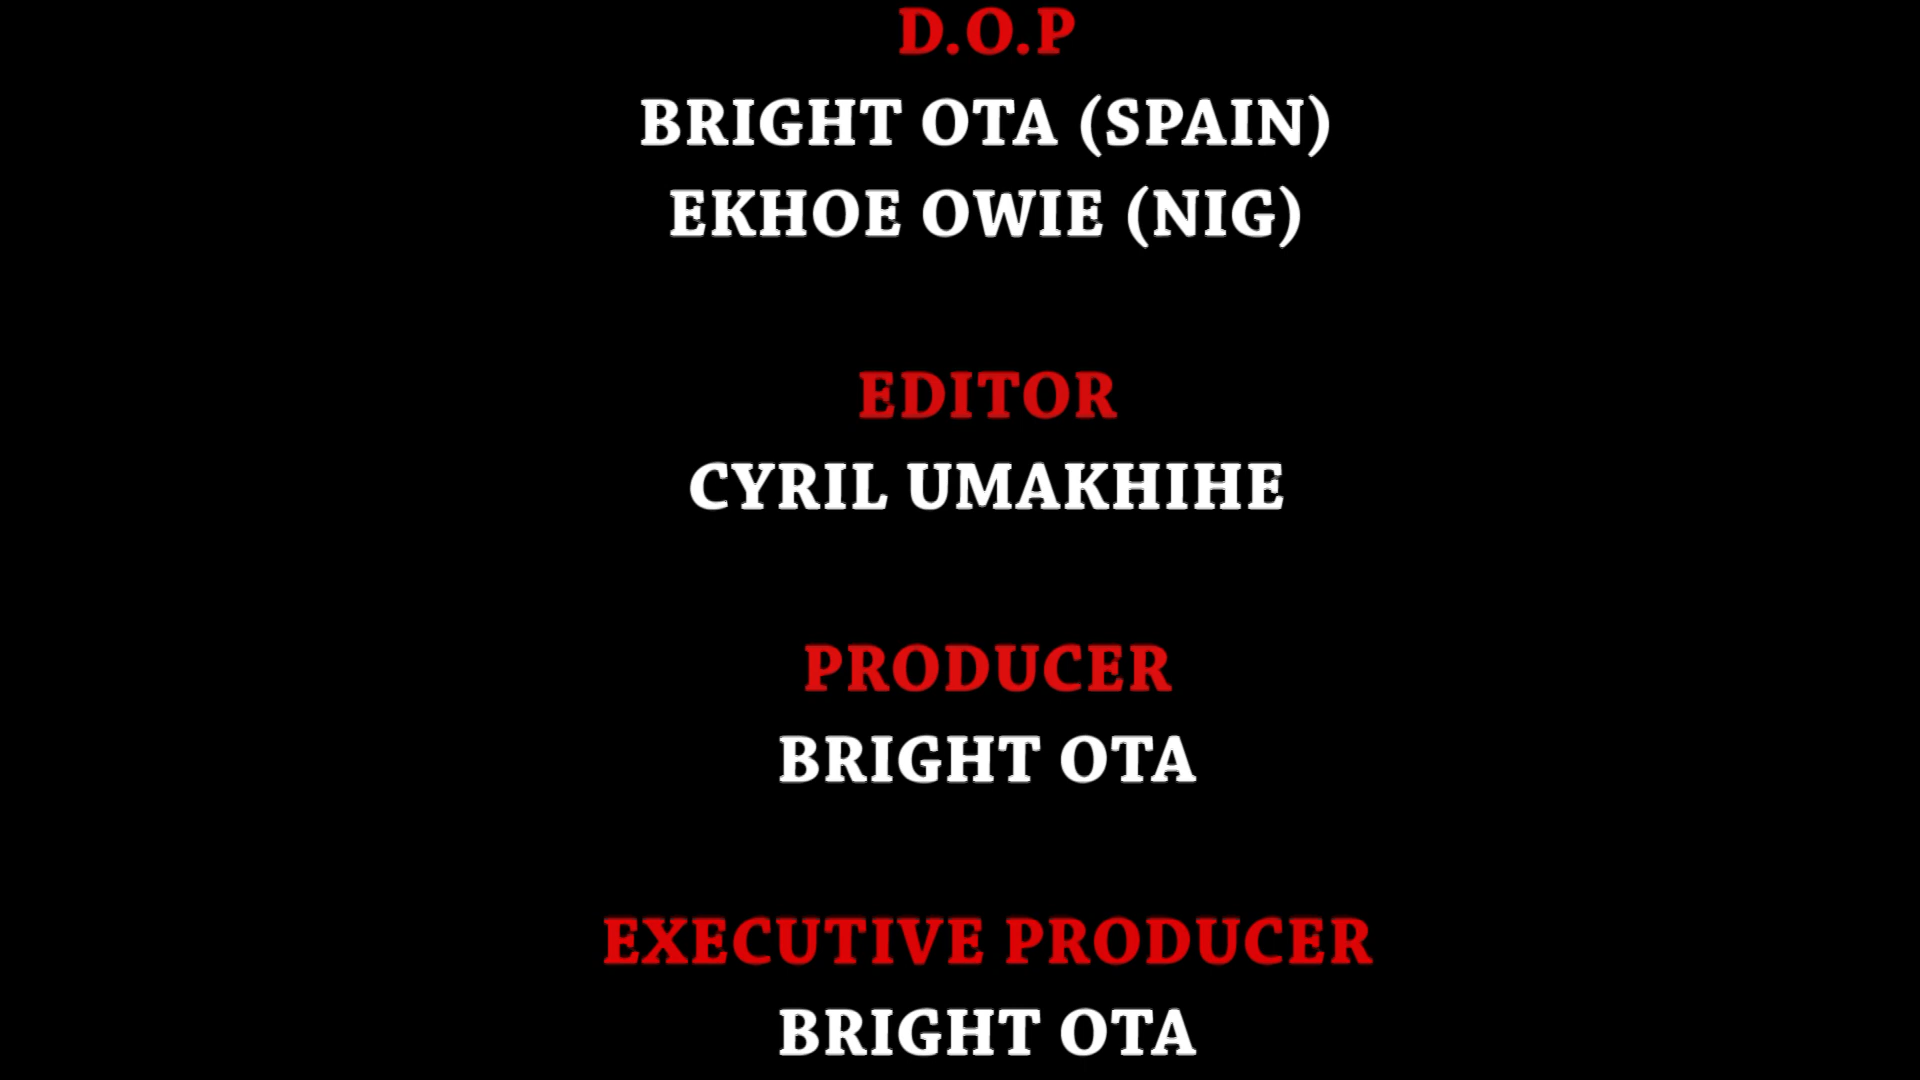 D.O.P
BRIGHT OTA (SPAIN)
EKHOE OWIE (NIG)
EDITOR
CYRIL UMAKHIHE
PRODUCER
BRIGHT OTA
EXECUTIVE PRODUCER
BRIGHT OTA